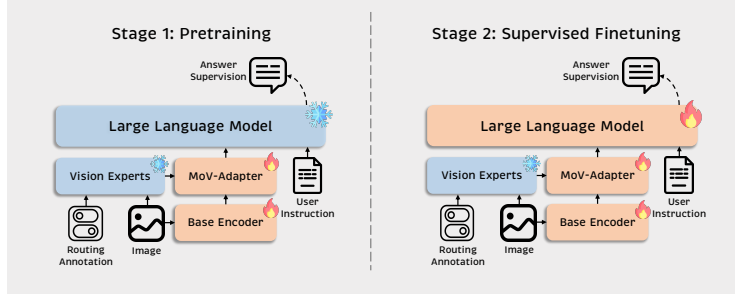 Stage 1: Pretraining
Answer
Supervision
Large Language Model
Vision Experts
MoV-Adapter
User
Instruction
Base Encoder
Routing
Annotation
Image
Stage 2: Supervised Finetuning
Answer
Supervision
Large Language Model
Vision Experts
MoV-Adapter
User
Instruction
Base Encoder
Routing
Annotation
Image